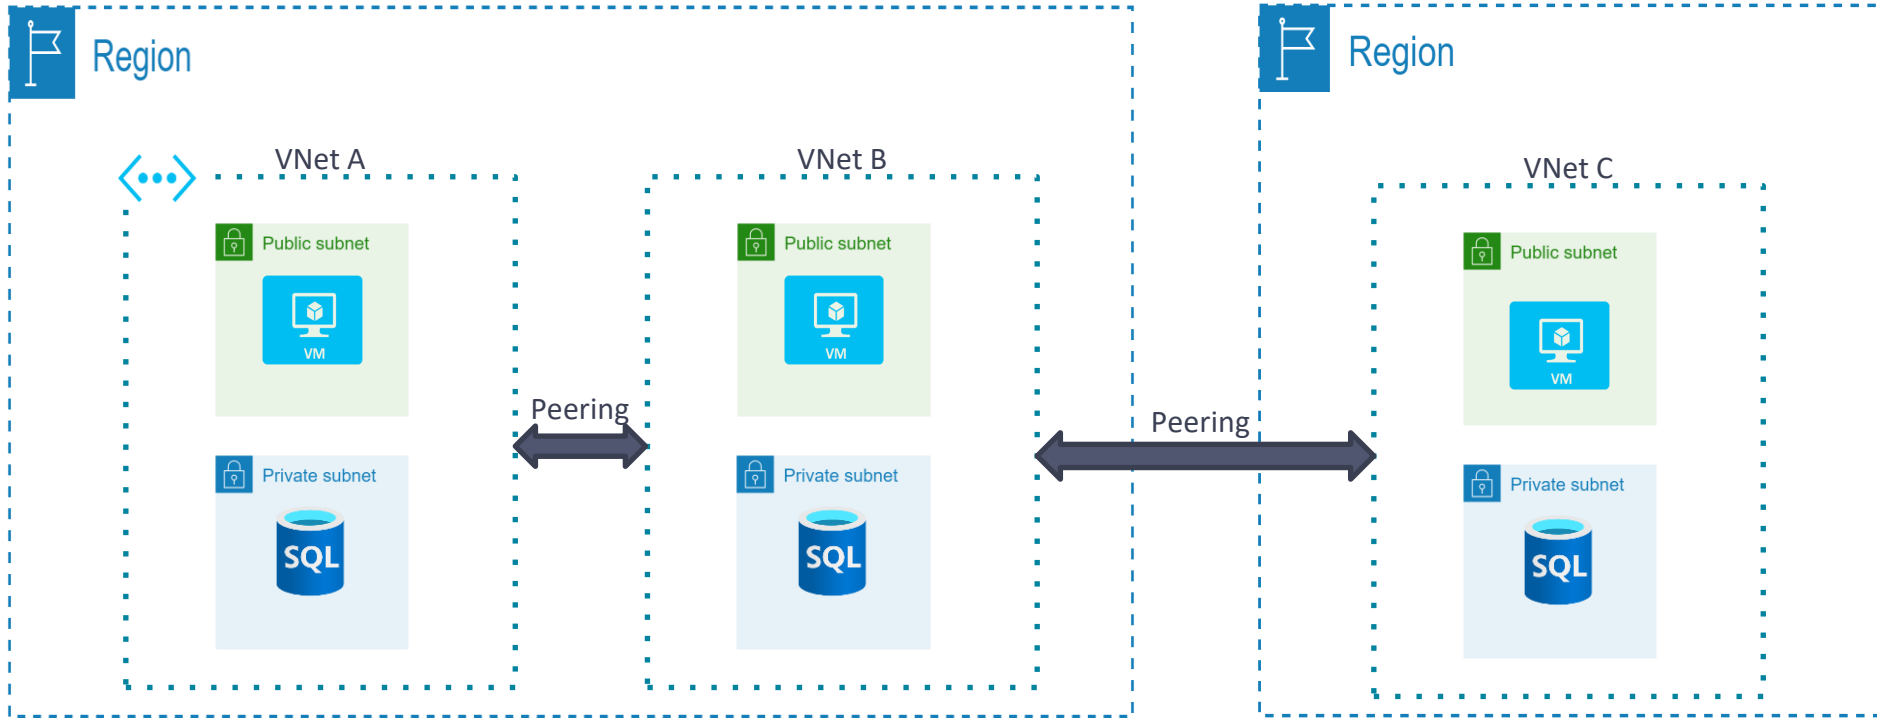 Region
Region
VNet A
VNet B
VNet C
Public subnet
Public subnet
Public subnet
VM
VM
VM
Peering
Peering
Private subnet
Private subnet
Private subnet
SQL
SQL
SQL